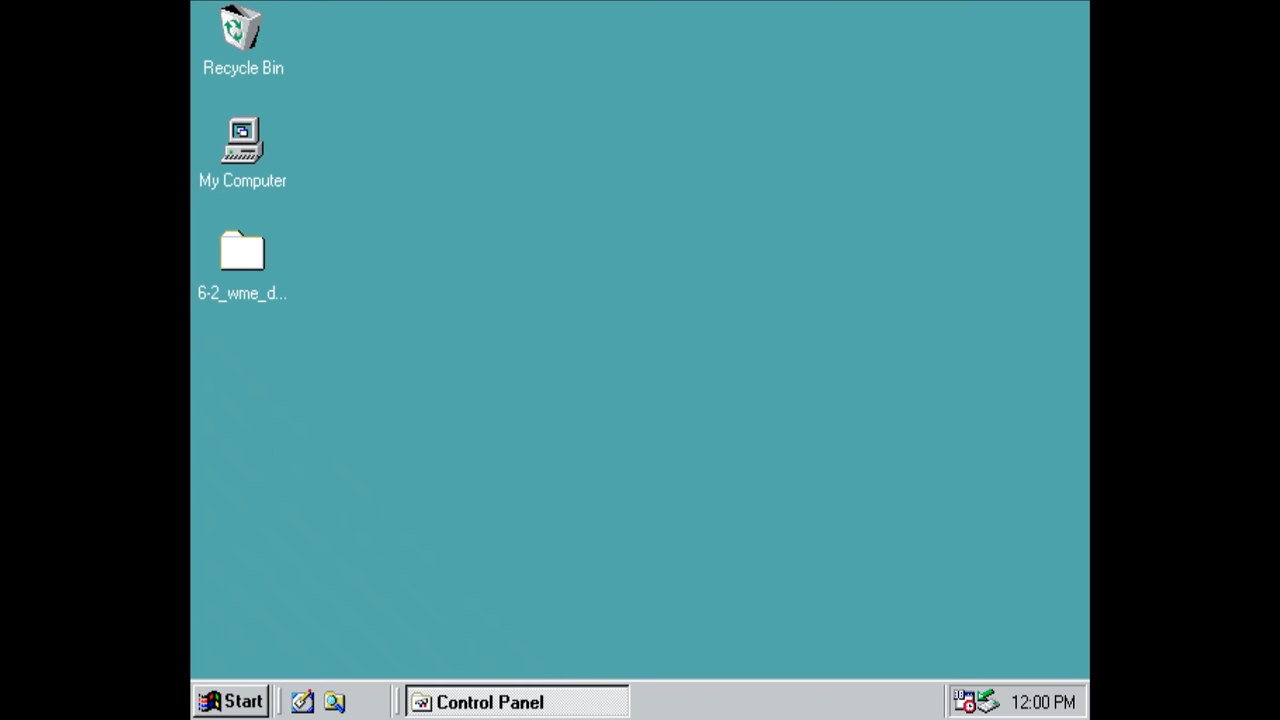 Recycle Bin
My Computer
6-2_wme_d...
Start
Control Panel
12:00 PM